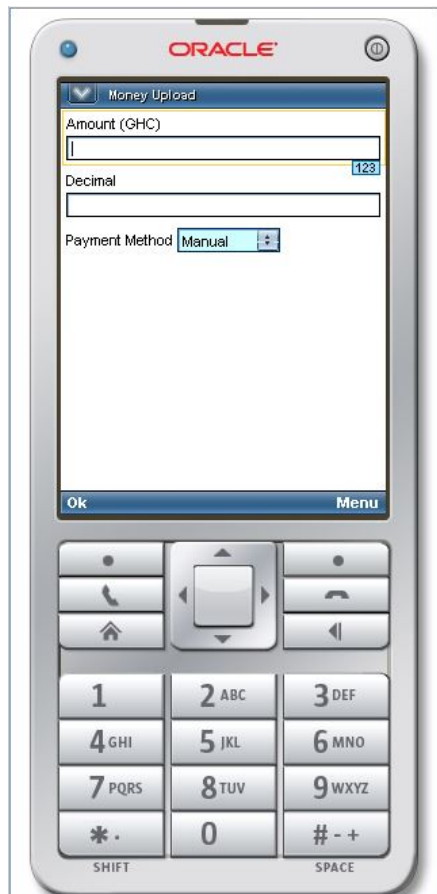 ORACLE
Money Upload
Amount (GHC)
123
Decimal
Payment Method Manual
Ok Menu
1 2 ABC 3 DEF
4 GHI 5 JKL 6 MNO
7 PQRS 8 TUV 9 WXYZ
* . 0 # - +
SHIFT SPACE